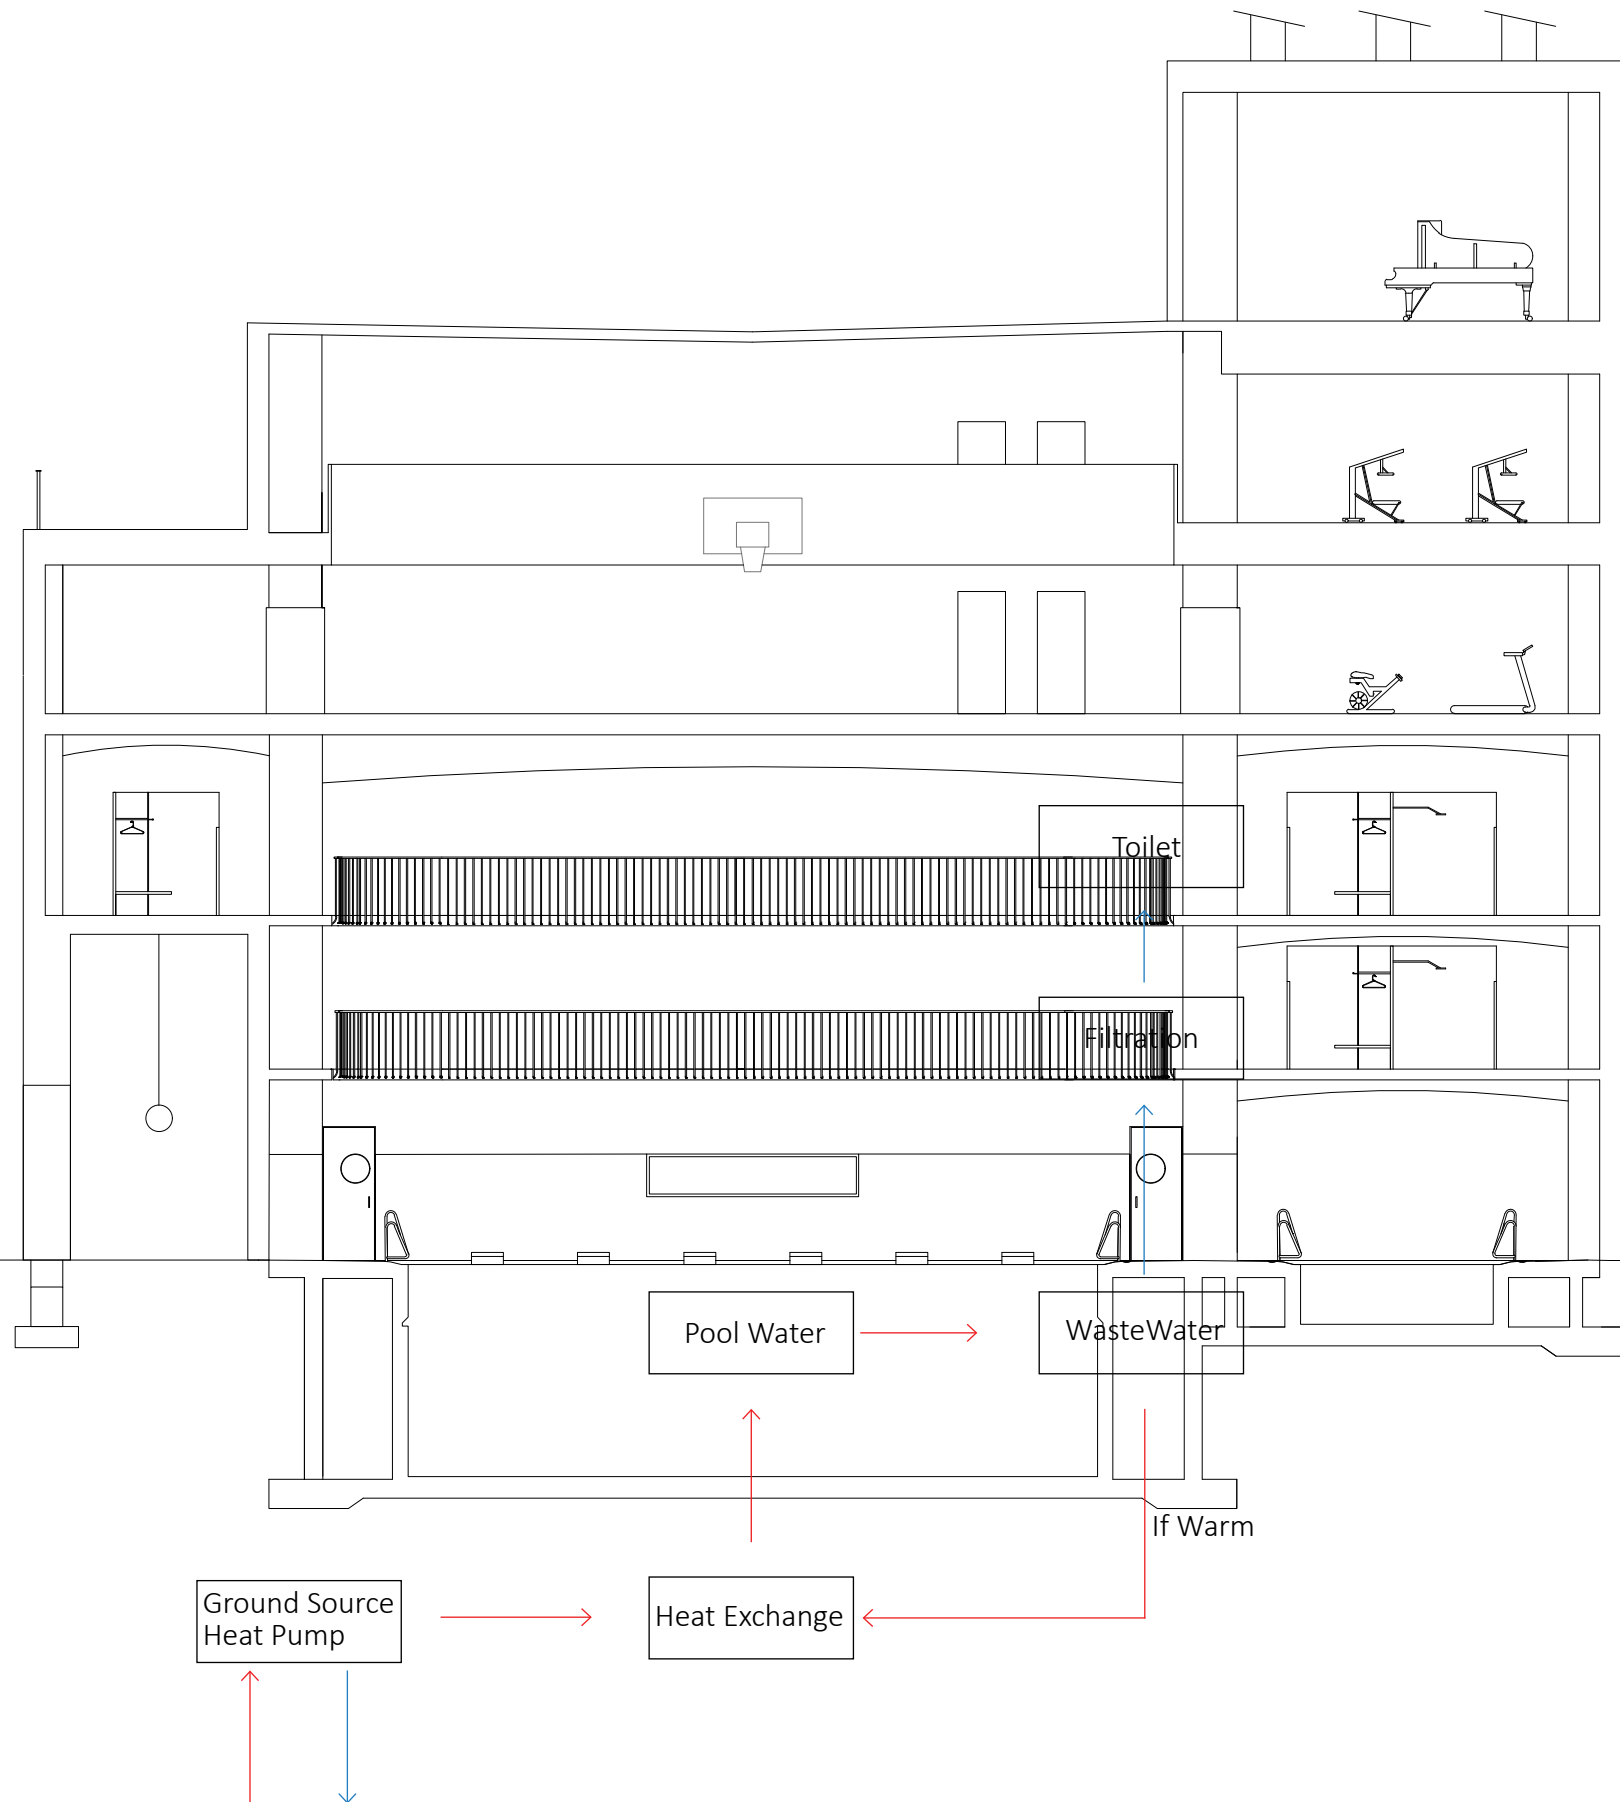 Toilet
Filtration
Pool Water
WasteWater
If Warm
Ground Source
Heat Pump
Heat Exchange